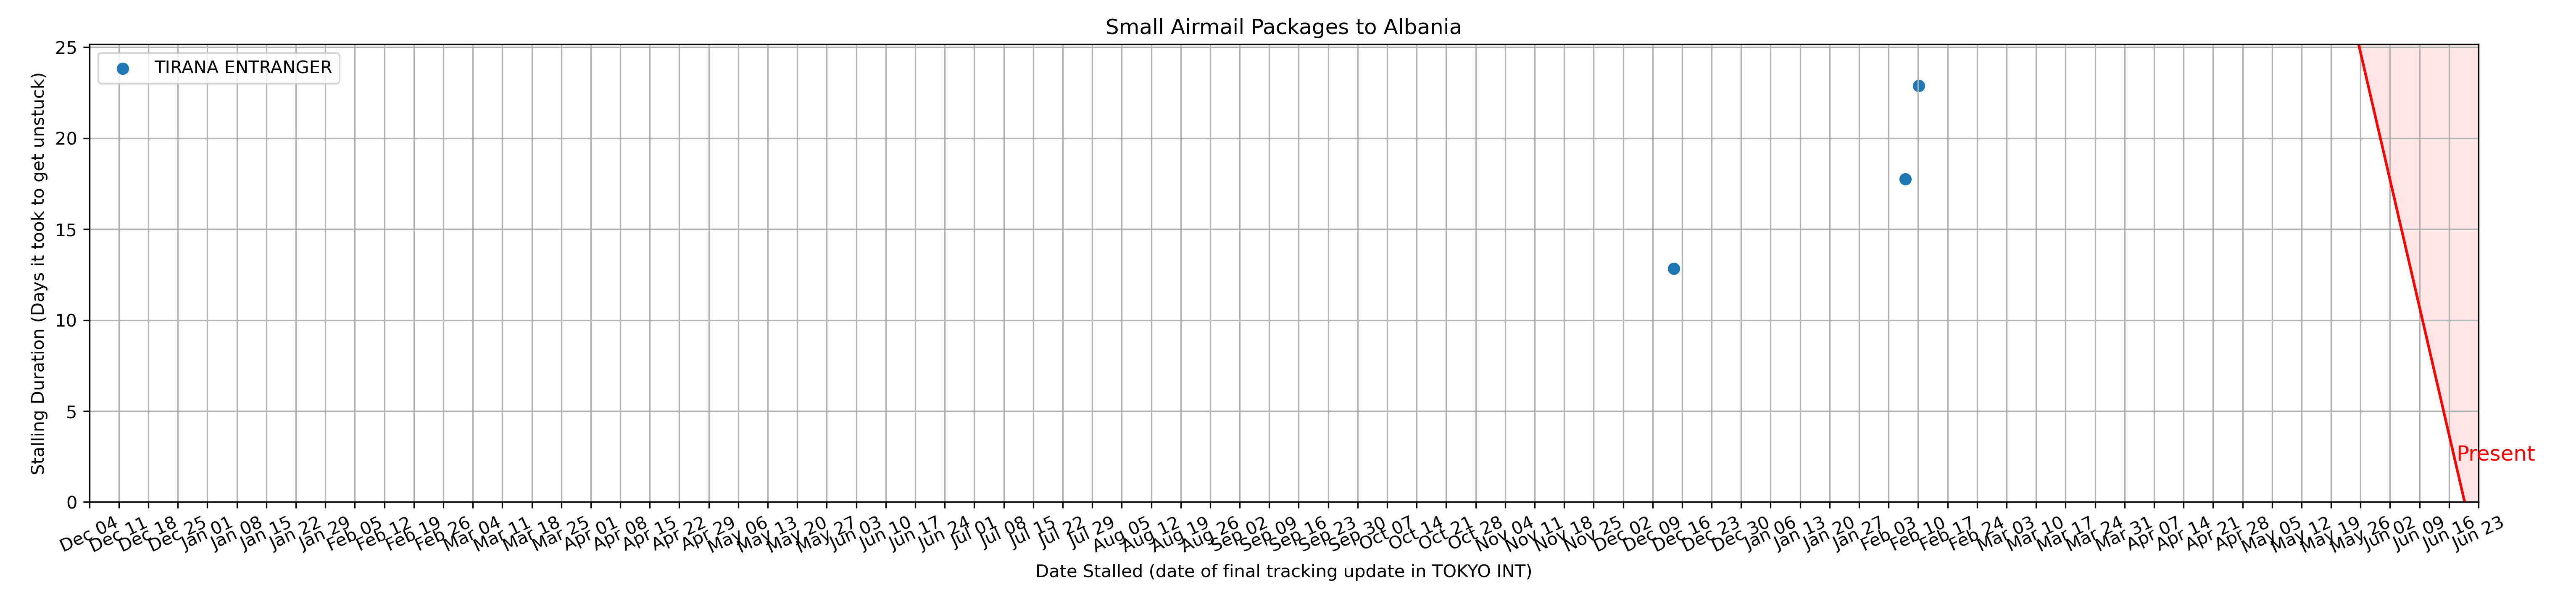 Small Airmail Packages to Albania
TIRANA ENTRANGER
Stalling Duration (Days it took to get unstuck)
25
20
15
10
5
0
Present
Dec 04
Dec 11
Dec 18
Dec 25
Jan 01
Jan 08
Jan 15
Jan 22
Jan 29
Feb 05
Feb 12
Feb 19
Feb 26
Mar 04
Mar 11
Mar 18
Mar 25
Apr 01
Apr 08
Apr 15
Apr 22
Apr 29
May 06
May 13
May 20
May 27
Jun 03
Jun 10
Jun 17
Jun 24
Jul 01
Jul 08
Jul 15
Jul 22
Jul 29
Aug 05
Aug 12
Aug 19
Aug 26
Sep 02
Sep 09
Sep 16
Sep 23
Sep 30
Oct 07
Oct 14
Oct 21
Oct 28
Nov 04
Nov 11
Nov 18
Nov 25
Dec 02
Dec 09
Dec 16
Dec 23
Dec 30
Jan 06
Jan 13
Jan 20
Jan 27
Feb 03
Feb 10
Feb 17
Feb 24
Mar 03
Mar 10
Mar 17
Mar 24
Mar 31
Apr 07
Apr 14
Apr 21
Apr 28
May 05
May 12
May 19
May 26
Jun 02
Jun 09
Jun 16
Jun 23
Date Stalled (date of final tracking update in TOKYO INT)